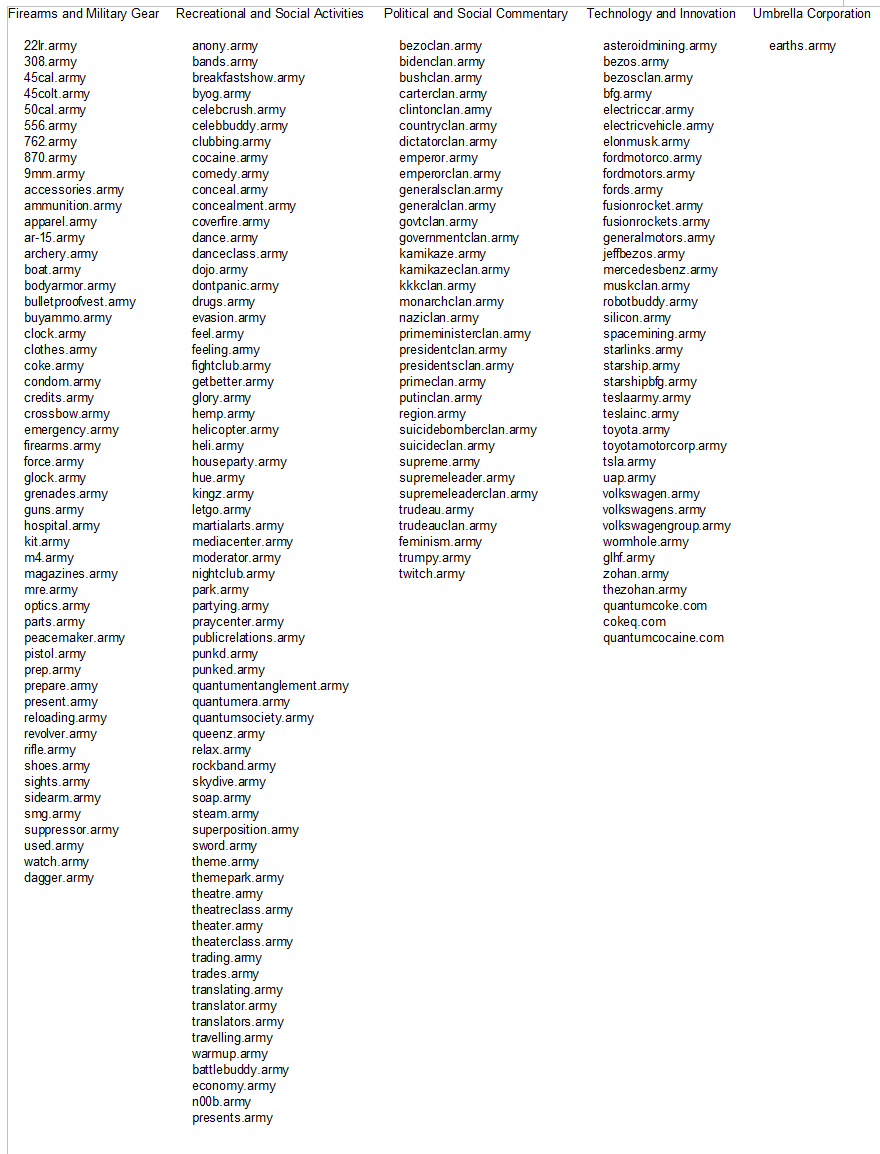 Firearms and Military Gear
22lr.army
308.army
45cal.army
45colt.army
50cal.army
556.army
762.army
870.army
9mm.army
accessories.army
ammunition.army
apparel.army
ar-15.army
archery.army
boat.army
bodyarmor.army
bulletproofvest.army
buyammo.army
clock.army
clothes.army
coke.army
condom.army
credits.army
crossbow.army
emergency.army
firearms.army
force.army
glock.army
grenades.army
guns.army
hospital.army
kit.army
m4.army
magazines.army
mre.army
optics.army
parts.army
peacemaker.army
pistol.army
prep.army
prepare.army
present.army
reloading.army
revolver.army
rifle.army
shoes.army
sights.army
sidearm.army
smg.army
suppressor.army
used.army
watch.army
dagger.army
Recreational and Social Activities
anony.army
bands.army
breakfastshow.army
byog.army
celebcrush.army
celebbuddy.army
clubbing.army
cocaine.army
comedy.army
conceal.army
concealment.army
coverfire.army
dance.army
danceclass.army
dojo.army
dontpanic.army
drugs.army
evasion.army
feel.army
feeling.army
fightclub.army
getbetter.army
glory.army
hemp.army
helicopter.army
heli.army
houseparty.army
hue.army
kingz.army
letgo.army
martialarts.army
mediacenter.army
moderator.army
nightclub.army
park.army
partying.army
praycenter.army
publicrelations.army
punkd.army
punked.army
quantumentanglement.army
quantumera.army
quantumsociety.army
queenz.army
relax.army
rockband.army
skydive.army
soap.army
steam.army
superposition.army
sword.army
theme.army
themepark.army
theatre.army
theatreclass.army
theater.army
theaterclass.army
trading.army
trades.army
translating.army
translator.army
translators.army
travelling.army
warmup.army
battlebuddy.army
economy.army
n00b.army
presents.army
Political and Social Commentary
bezoclan.army
bidenclan.army
bushclan.army
carterclan.army
clintonclan.army
countryclan.army
dictatorclan.army
emperor.army
emperorclan.army
generalsclan.army
generalclan.army
govtclan.army
governmentclan.army
kamikaze.army
kamikazeclan.army
kkkclan.army
monarchclan.army
naziclan.army
primeministerclan.army
presidentclan.army
presidentsclan.army
primeclan.army
putinclan.army
region.army
suicidebomberclan.army
suicideclan.army
supreme.army
supremeleader.army
supremeleaderclan.army
trudeau.army
trudeauclan.army
feminism.army
trumpy.army
twitch.army
Technology and Innovation
asteroidmining.army
bezos.army
bezosclan.army
bfg.army
electriccar.army
electricvehicle.army
elonmusk.army
fordmotorco.army
fordmotors.army
fords.army
fusionrocket.army
fusionrockets.army
generalmotors.army
jeffbezos.army
mercedesbenz.army
muskclan.army
robotbuddy.army
silicon.army
spacemining.army
starlinks.army
starship.army
starshipbfg.army
teslaarmy.army
teslainc.army
toyota.army
toyotamotorcorp.army
tsla.army
uap.army
volkswagen.army
volkswagens.army
volkswagengroup.army
wormhole.army
glhf.army
zohan.army
thezohan.army
quantumcoke.com
cokeq.com
quantumcocaine.com
Umbrella Corporation
earths.army